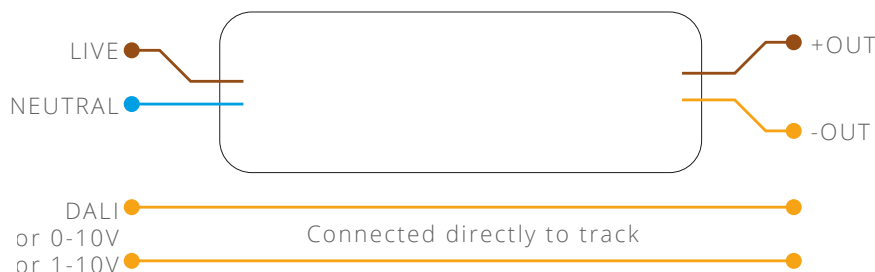 LIVE
NEUTRAL
+OUT
-OUT
DALI
or 0-10V
or 1-10V
Connected directly to track